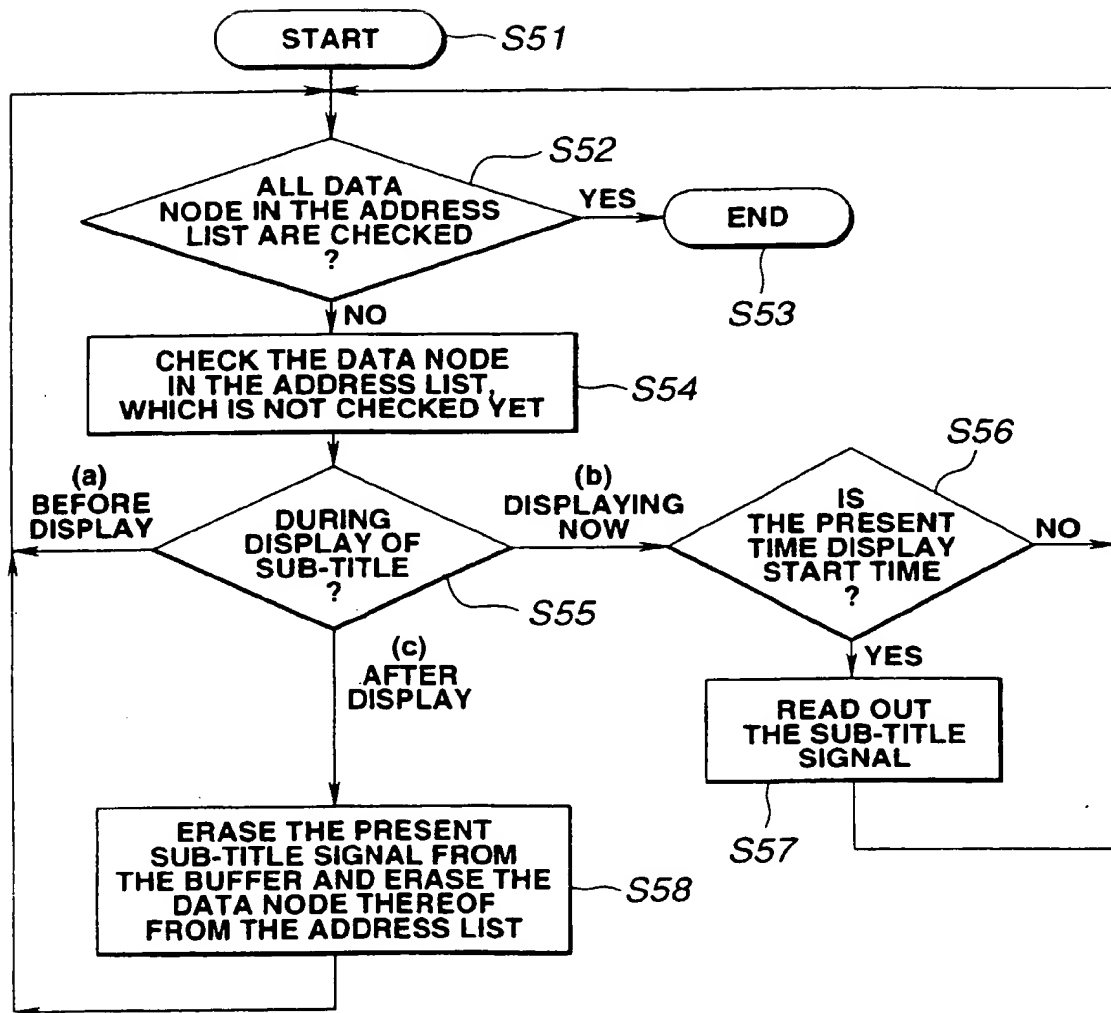 START
S51
S52
ALL DATA
NODE IN THE ADDRESS
LIST ARE CHECKED
?
YES
END
S53
NO
CHECK THE DATA NODE
IN THE ADDRESS LIST,
WHICH IS NOT CHECKED YET
S54
(a)
BEFORE
DISPLAY
DURING
DISPLAY OF
SUB-TITLE
?
S55
(b)
DISPLAYING
NOW
S56
IS
THE PRESENT
TIME DISPLAY
START TIME
?
NO
YES
READ OUT
THE SUB-TITLE
SIGNAL
S57
(c)
AFTER
DISPLAY
ERASE THE PRESENT
SUB-TITLE SIGNAL FROM
THE BUFFER AND ERASE THE
DATA NODE THEREOF
FROM THE ADDRESS LIST
S58